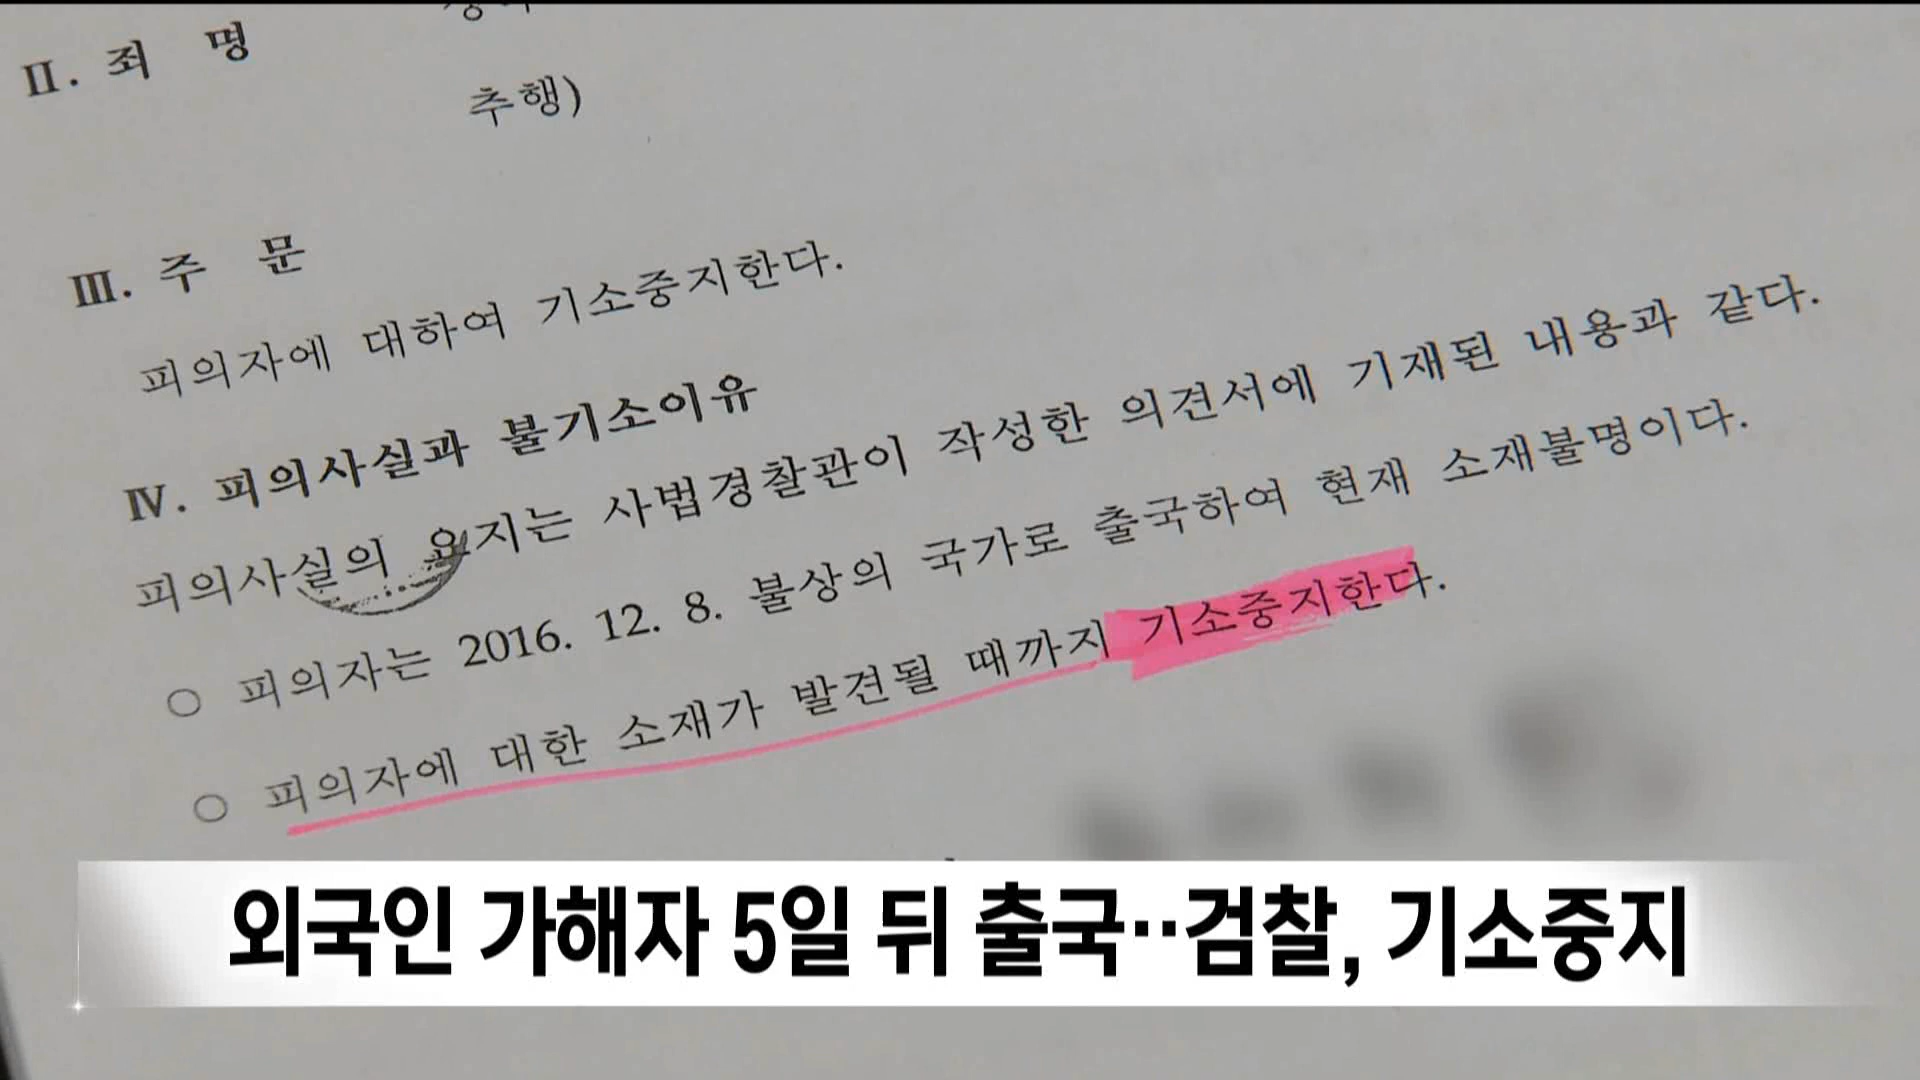 II. 죄 명
추행)
III. 주 문
피의자에 대하여 기소중지한다.
IV. 피의사실과 불기소이유
피의사실의 요지는 사법경찰관이 작성한 의견서에 기재된 내용과 같다.
○ 피의자는 2016. 12. 8. 불상의 국가로 출국하여 현재 소재불명이다.
○ 피의자에 대한 소재가 발견될 때까지 기소중지한다.
외국인 가해자 5일 뒤 출국··검찰, 기소중지